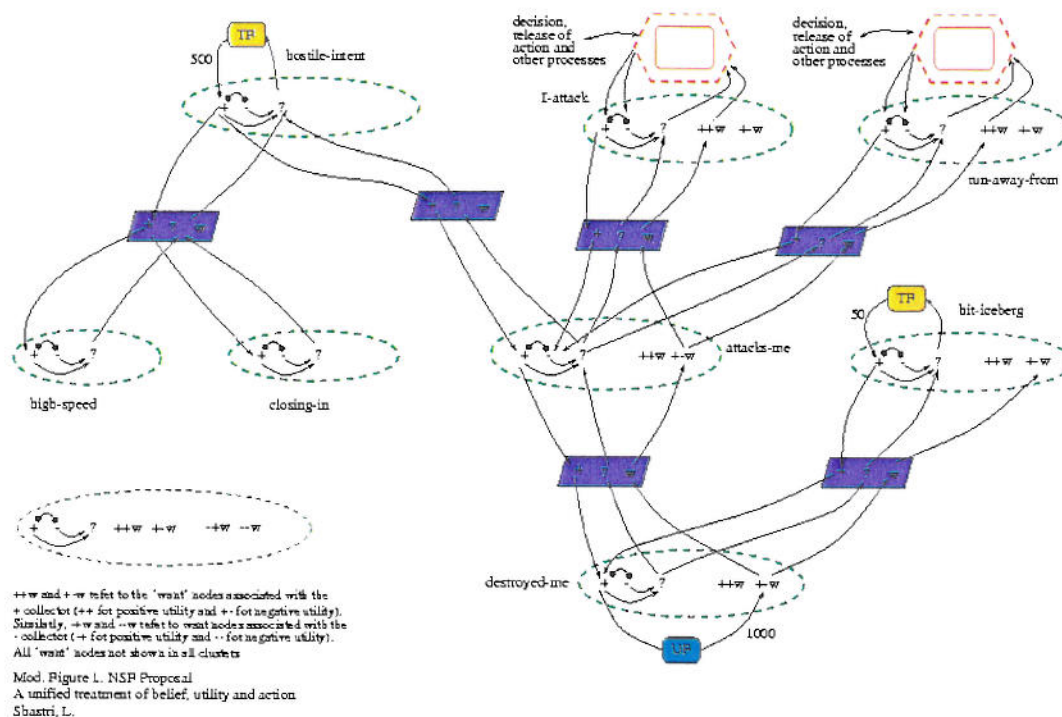 decision,
release of
action and
other processes
decision,
release of
action and
other processes
TF
500
hostile-intent
+ - ?
I-attack
+ - ? ++w +-w
+ - ? ++w +-w
run-away-from
+ ? w
+ ? w
+ ? w
+ ? w
TF
50
hit-iceberg
+ - ?
high-speed
+ - ?
closing-in
+ - ? ++w +-w
attacks-me
+ - ? ++w +-w
+ ? w
+ ? w
+ - ? ++w +-w -+w --w
destroyed-me
+ - ? ++w +-w
UF
1000
++w and +-w refer to the 'want' nodes associated with the
+ collector (++ for positive utility and +- for negative utility).
Similarly, -+w and --w refer to want nodes associated with the
- collector (-+ for positive utility and -- for negative utility).
All 'want' nodes not shown in all clusters
Mod. Figure 1. NSF Proposal
A unified treatment of belief, utility and action
Shastri, L.